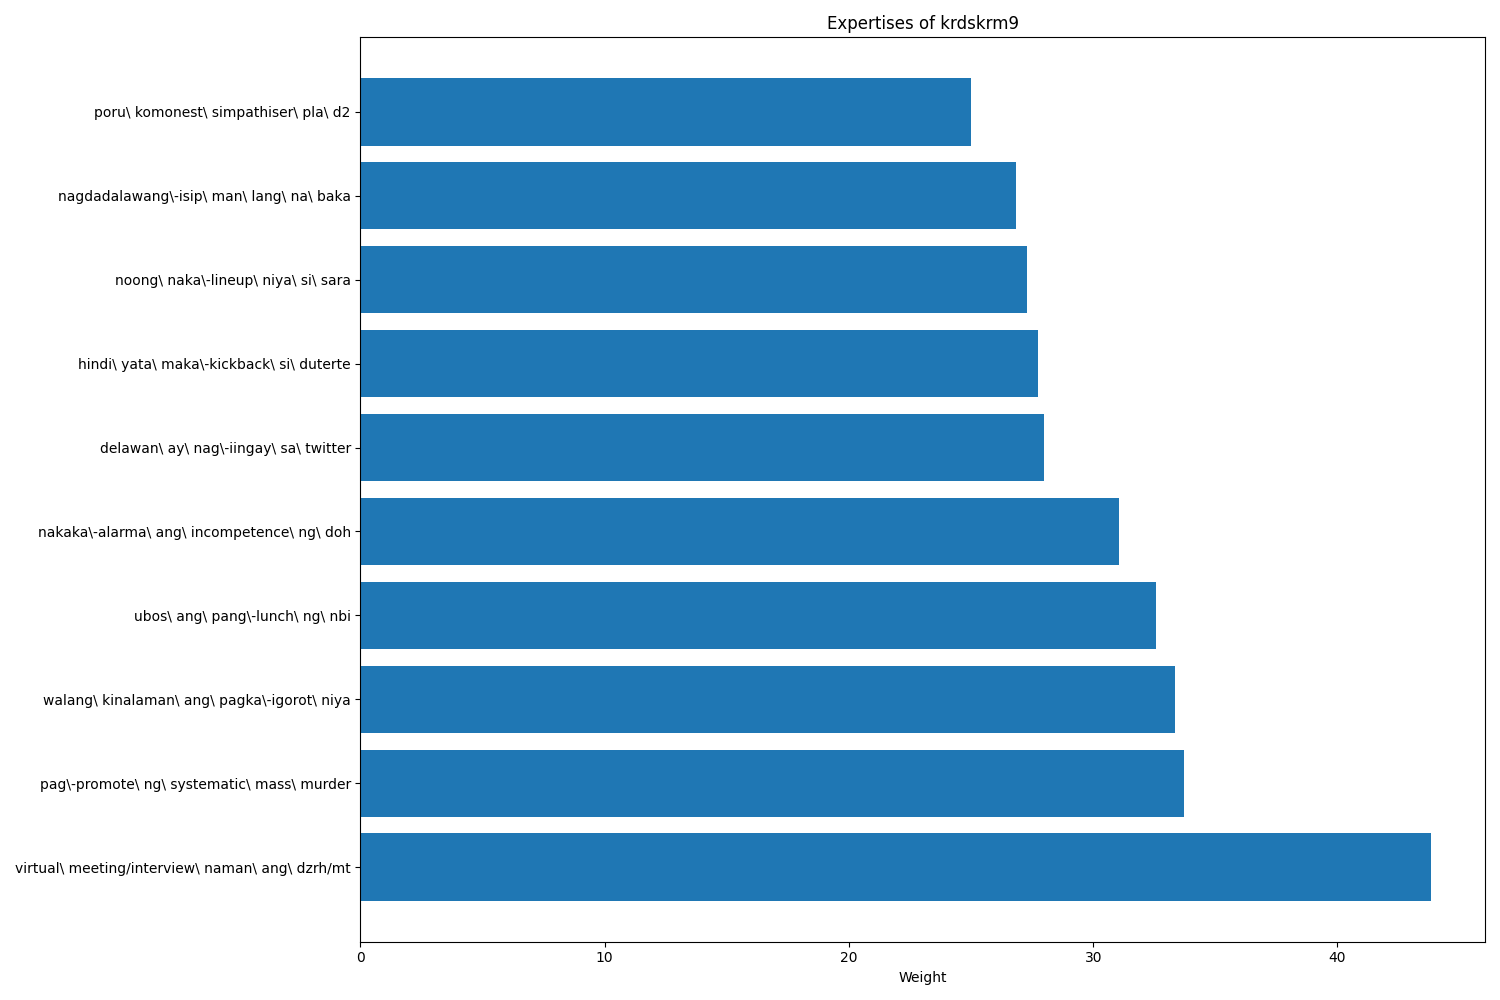 Expertises of krdskrm9
poru\ komonest\ simpathiser\ pla\ d2
nagdadalawang\-isip\ man\ lang\ na\ baka
noong\ naka\-lineup\ niya\ si\ sara
hindi\ yata\ maka\-kickback\ si\ duterte
delawan\ ay\ nag\-iingay\ sa\ twitter
nakaka\-alarma\ ang\ incompetence\ ng\ doh
ubos\ ang\ pang\-lunch\ ng\ nbi
walang\ kinalaman\ ang\ pagka\-igorot\ niya
pag\-promote\ ng\ systematic\ mass\ murder
virtual\ meeting/interview\ naman\ ang\ dzrh/mt
0 10 20 30 40
Weight